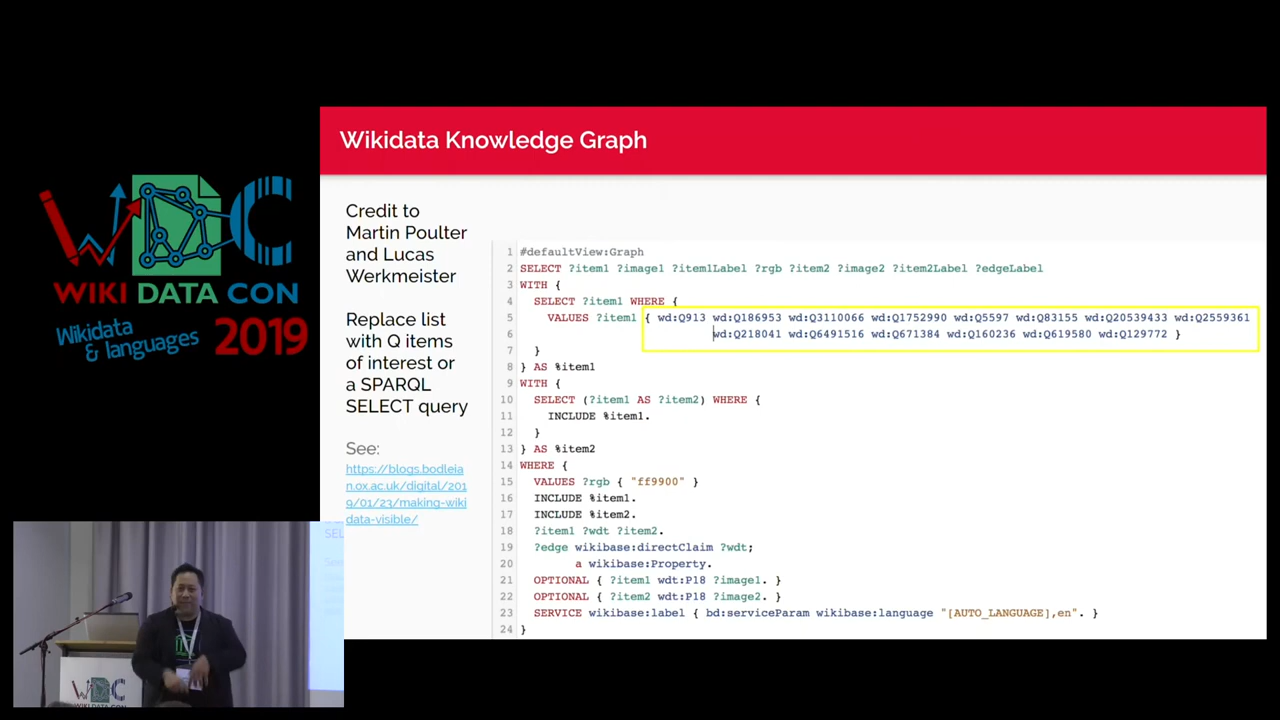 WDC
WIKI DATA CON
Wikidata
& languages 2019
Wikidata Knowledge Graph
Credit to
Martin Poulter
and Lucas
Werkmeister
Replace list
with Q items
of interest or
a SPARQL
SELECT query
See:
https://blogs.bodleia
n.ox.ac.uk/digital/201
9/01/23/making-wiki
data-visible/
1 #defaultView:Graph
2 SELECT ?item1 ?image1 ?item1Label ?rgb ?item2 ?image2 ?item2Label ?edgeLabel
3 WITH {
4 SELECT ?item1 WHERE {
5 VALUES ?item1 { wd:Q913 wd:Q186953 wd:Q3110066 wd:Q1752990 wd:Q5597 wd:Q83155 wd:Q20539433 wd:Q2559361
6 wd:Q218041 wd:Q6491516 wd:Q671384 wd:Q160236 wd:Q619580 wd:Q129772 }
7 }
8 } AS %item1
9 WITH {
10 SELECT (?item1 AS ?item2) WHERE {
11 INCLUDE %item1.
12 }
13 } AS %item2
14 WHERE {
15 VALUES ?rgb { "ff9900" }
16 INCLUDE %item1.
17 INCLUDE %item2.
18 ?item1 ?wdt ?item2.
19 ?edge wikibase:directClaim ?wdt;
20 a wikibase:Property.
21 OPTIONAL { ?item1 wdt:P18 ?image1. }
22 OPTIONAL { ?item2 wdt:P18 ?image2. }
23 SERVICE wikibase:label { bd:serviceParam wikibase:language "[AUTO_LANGUAGE],en". }
24 }
WDC
WIKI DATA CON